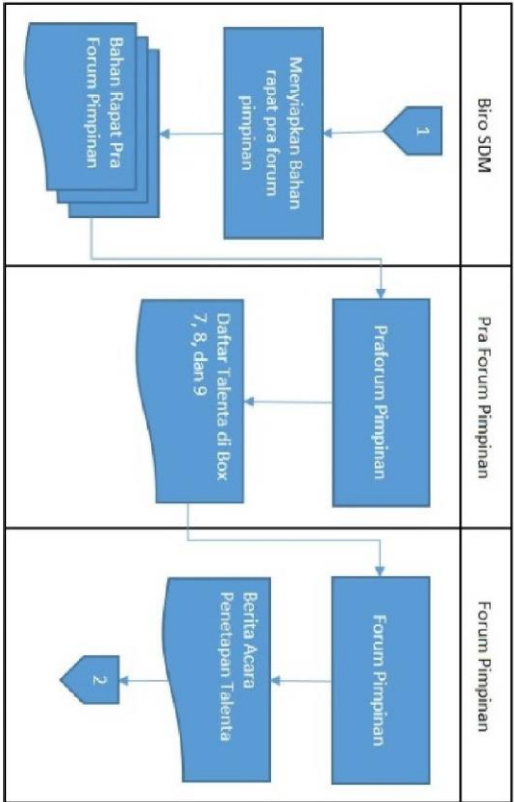 Biro SDM
Pra Forum Pimpinan
Forum Pimpinan
1
Menyiapkan Bahan
rapat pra forum
pimpinan
Bahan Rapat Pra
Forum Pimpinan
Praforum Pimpinan
Daftar Talenta di Box
7, 8, dan 9
Forum Pimpinan
Berita Acara
Penetapan Talenta
2